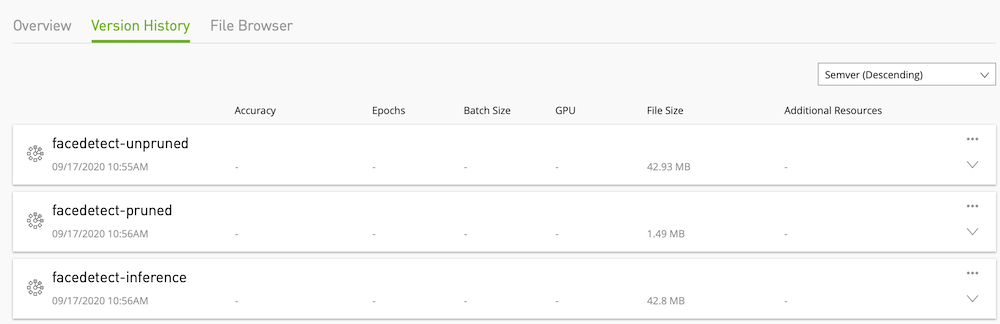 Overview Version History File Browser
Semver (Descending)
Accuracy Epochs Batch Size GPU File Size Additional Resources
facedetect-unpruned
09/17/2020 10:55AM - - - - 42.93 MB -
facedetect-pruned
09/17/2020 10:56AM - - - - 1.49 MB -
facedetect-inference
09/17/2020 10:56AM - - - - 42.8 MB -